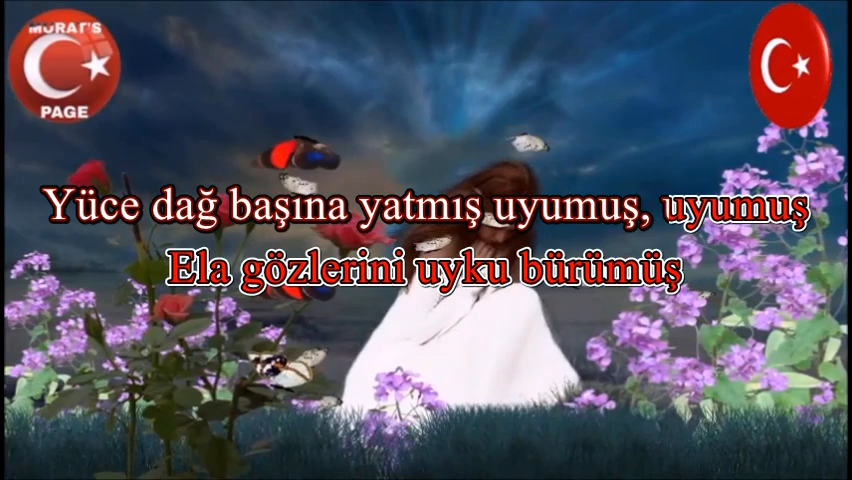 MURAT'S
PAGE
Yüce dağ başına yatmış uyumuş, uyumuş
Ela gözlerini uyku bürümüş